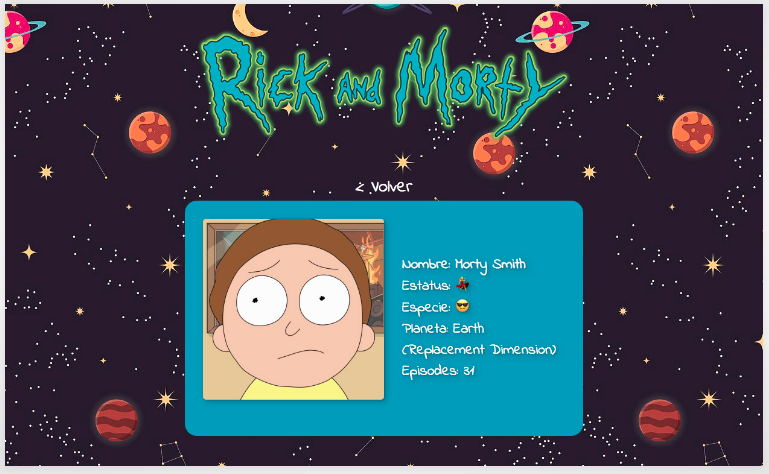 Rick And Morty
< Volver
Nombre: Morty Smith
Estatus: 💃
Especie: 😎
Planeta: Earth
(Replacement Dimension)
Episodes: 31